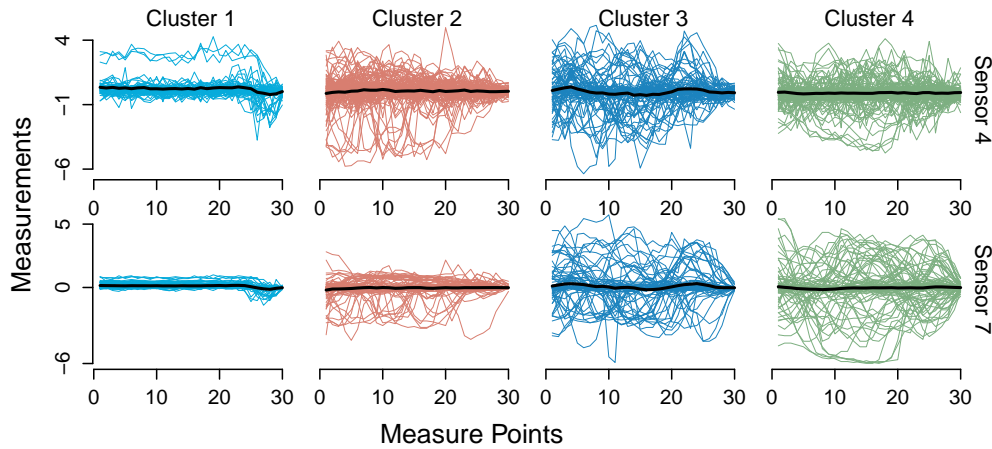 Cluster 1 Cluster 2 Cluster 3 Cluster 4
4
−1
−6
Sensor 4
0 10 20 30 0 10 20 30 0 10 20 30 0 10 20 30
Measurements
5
0
−6
Sensor 7
0 10 20 30 0 10 20 30 0 10 20 30 0 10 20 30
Measure Points